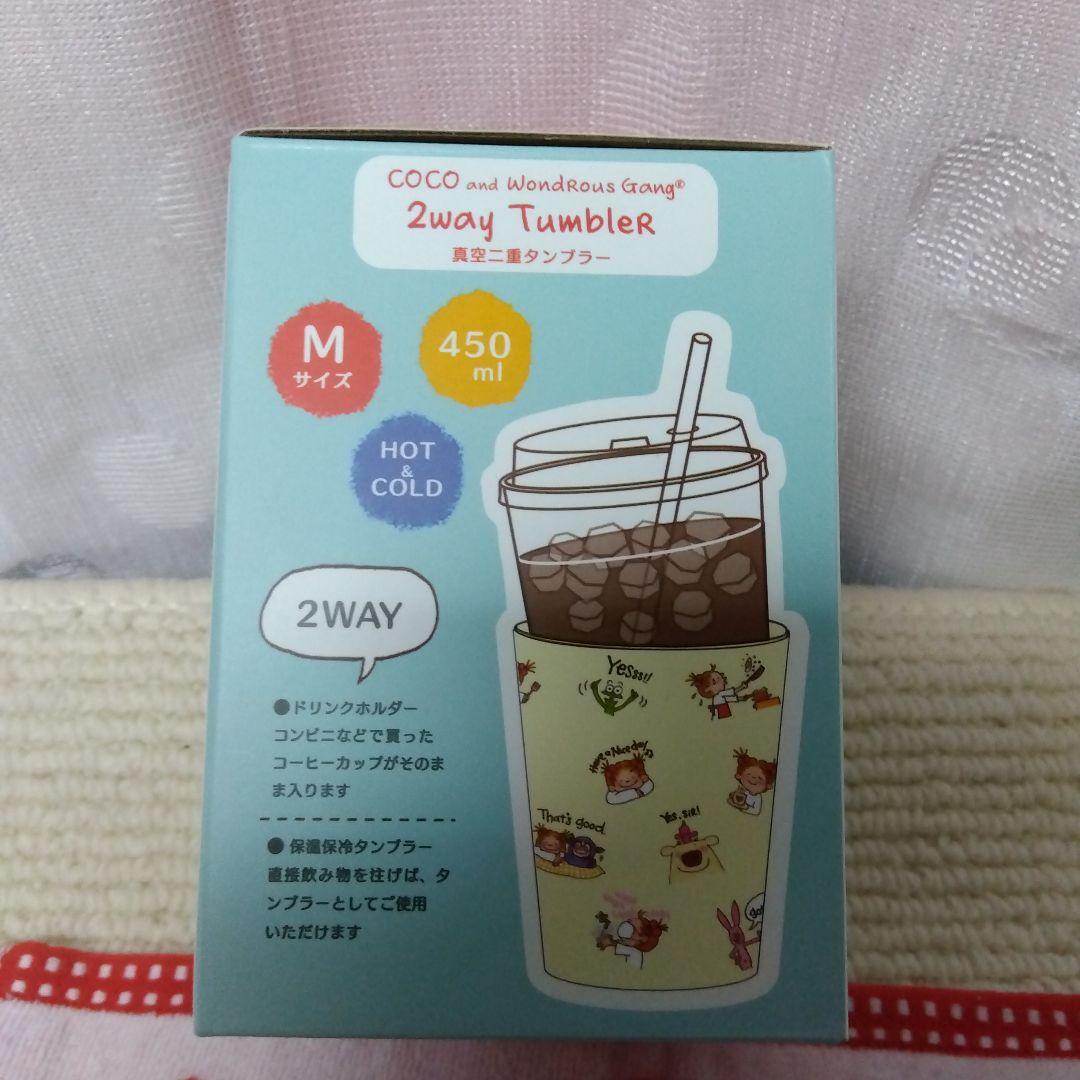 COCO and WondRous Gang®
2way TumbleR
真空二重タンブラー
M
サイズ
450
ml
HOT
&
COLD
2WAY
●ドリンクホルダー
コンビニなどで買った
コーヒーカップがそのま
ま入ります
● 保温保冷タンブラー
直接飲み物を注げば、タ
ンブラーとしてご使用
いただけます
Yesss!!
Have a Nice day!
That's good.
Yes, SIR!